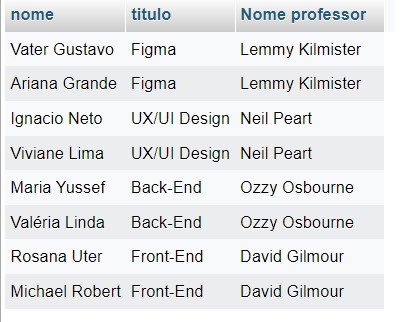 nome titulo Nome professor
Vater Gustavo Figma Lemmy Kilmister
Ariana Grande Figma Lemmy Kilmister
Ignacio Neto UX/UI Design Neil Peart
Viviane Lima UX/UI Design Neil Peart
Maria Yussef Back-End Ozzy Osbourne
Valéria Linda Back-End Ozzy Osbourne
Rosana Uter Front-End David Gilmour
Michael Robert Front-End David Gilmour